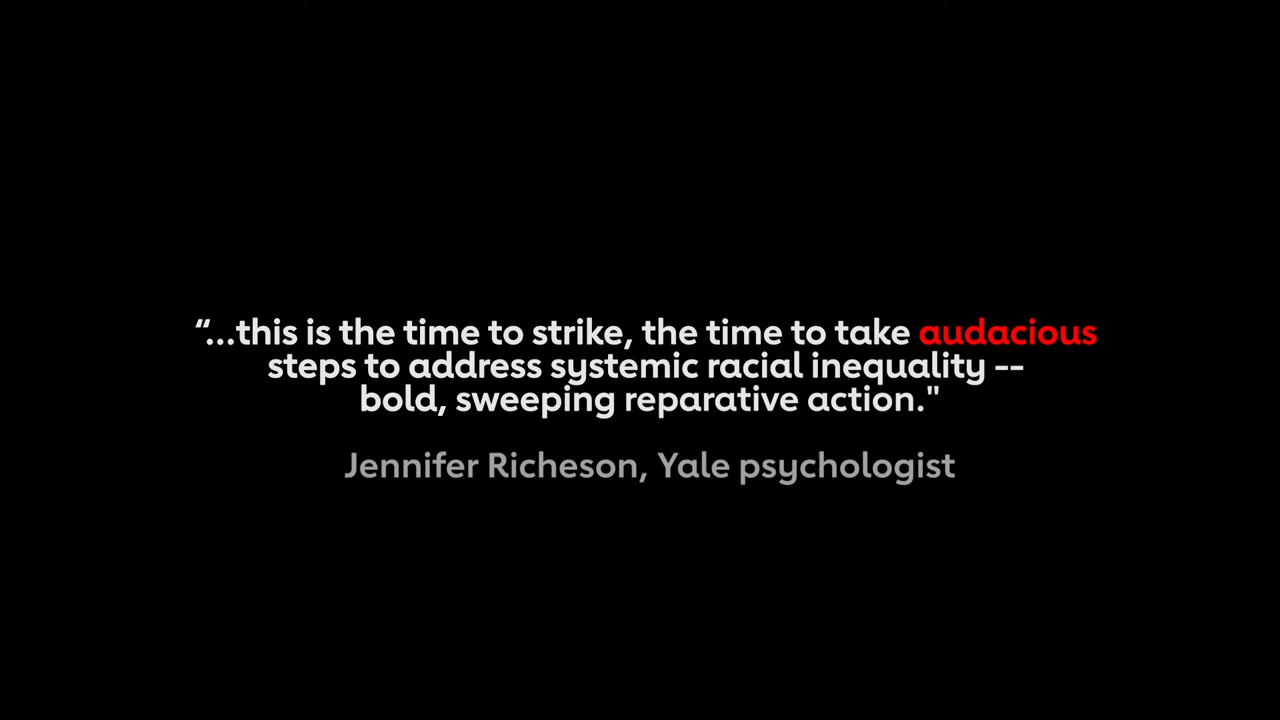 “...this is the time to strike, the time to take audacious
steps to address systemic racial inequality --
bold, sweeping reparative action."
Jennifer Richeson, Yale psychologist